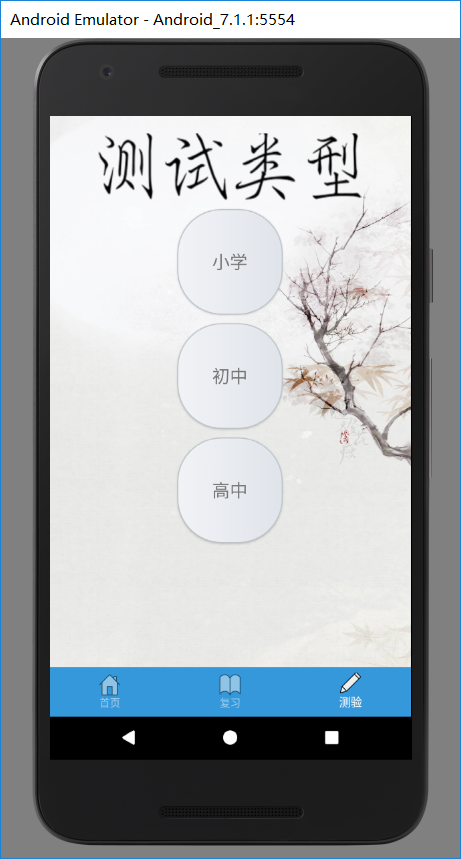 Android Emulator - Android_7.1.1:5554
测试类型
小学
初中
高中
首页
复习
测验